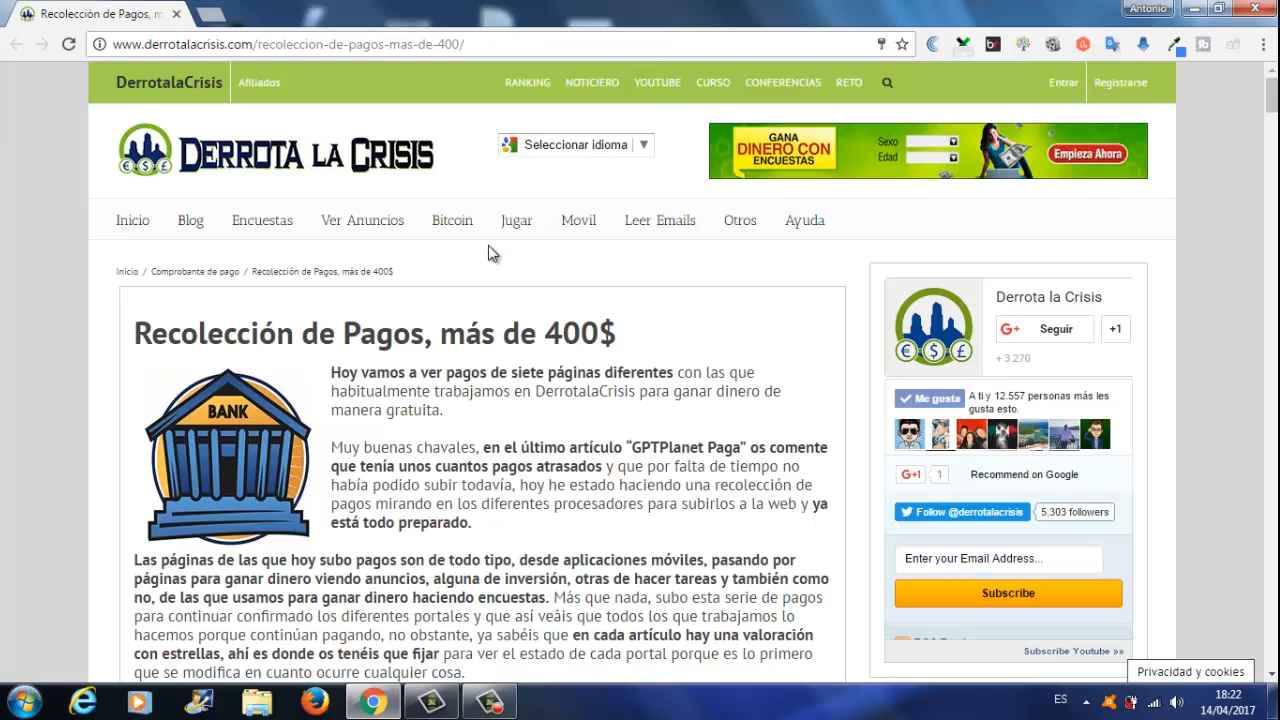 Recolección de Pagos, m
Antonio
www.derrotalacrisis.com/recoleccion-de-pagos-mas-de-400/
DerrotalaCrisis
Afiliados
RANKING NOTICIERO YOUTUBE CURSO CONFERENCIAS RETO
Entrar Registrarse
DERROTA LA CRISIS
Seleccionar idioma
GANA
DINERO CON
ENCUESTAS
Sexo
Edad
Empieza Ahora
Inicio Blog Encuestas Ver Anuncios Bitcoin Jugar Movil Leer Emails Otros Ayuda
Inicio / Comprobante de pago / Recolección de Pagos, más de 400$
Recolección de Pagos, más de 400$
BANK
Hoy vamos a ver pagos de siete páginas diferentes con las que
habitualmente trabajamos en DerrotalaCrisis para ganar dinero de
manera gratuita.
Muy buenas chavales, en el último artículo “GPTPlanet Paga” os comente
que tenía unos cuantos pagos atrasados y que por falta de tiempo no
había podido subir todavía, hoy he estado haciendo una recolección de
pagos mirando en los diferentes procesadores para subirlos a la web y ya
está todo preparado.
Las páginas de las que hoy subo pagos son de todo tipo, desde aplicaciones móviles, pasando por
páginas para ganar dinero viendo anuncios, alguna de inversión, otras de hacer tareas y también como
no, de las que usamos para ganar dinero haciendo encuestas. Más que nada, subo esta serie de pagos
para continuar confirmado los diferentes portales y que así veáis que todos los que trabajamos lo
hacemos porque continúan pagando, no obstante, ya sabéis que en cada artículo hay una valoración
con estrellas, ahí es donde os tenéis que fijar para ver el estado de cada portal porque es lo primero
que se modifica en cuanto ocurre cualquier cosa.
€ $ £
Derrota la Crisis
G+ Seguir +1
+ 3.270
Me gusta
A ti y 12.557 personas más les
gusta esto.
G+1 1 Recommend on Google
Follow @derrotalacrisis 5,303 followers
Enter your Email Address...
Subscribe
Subscribe Youtube »»
Privacidad y cookies
ES
18:22
14/04/2017